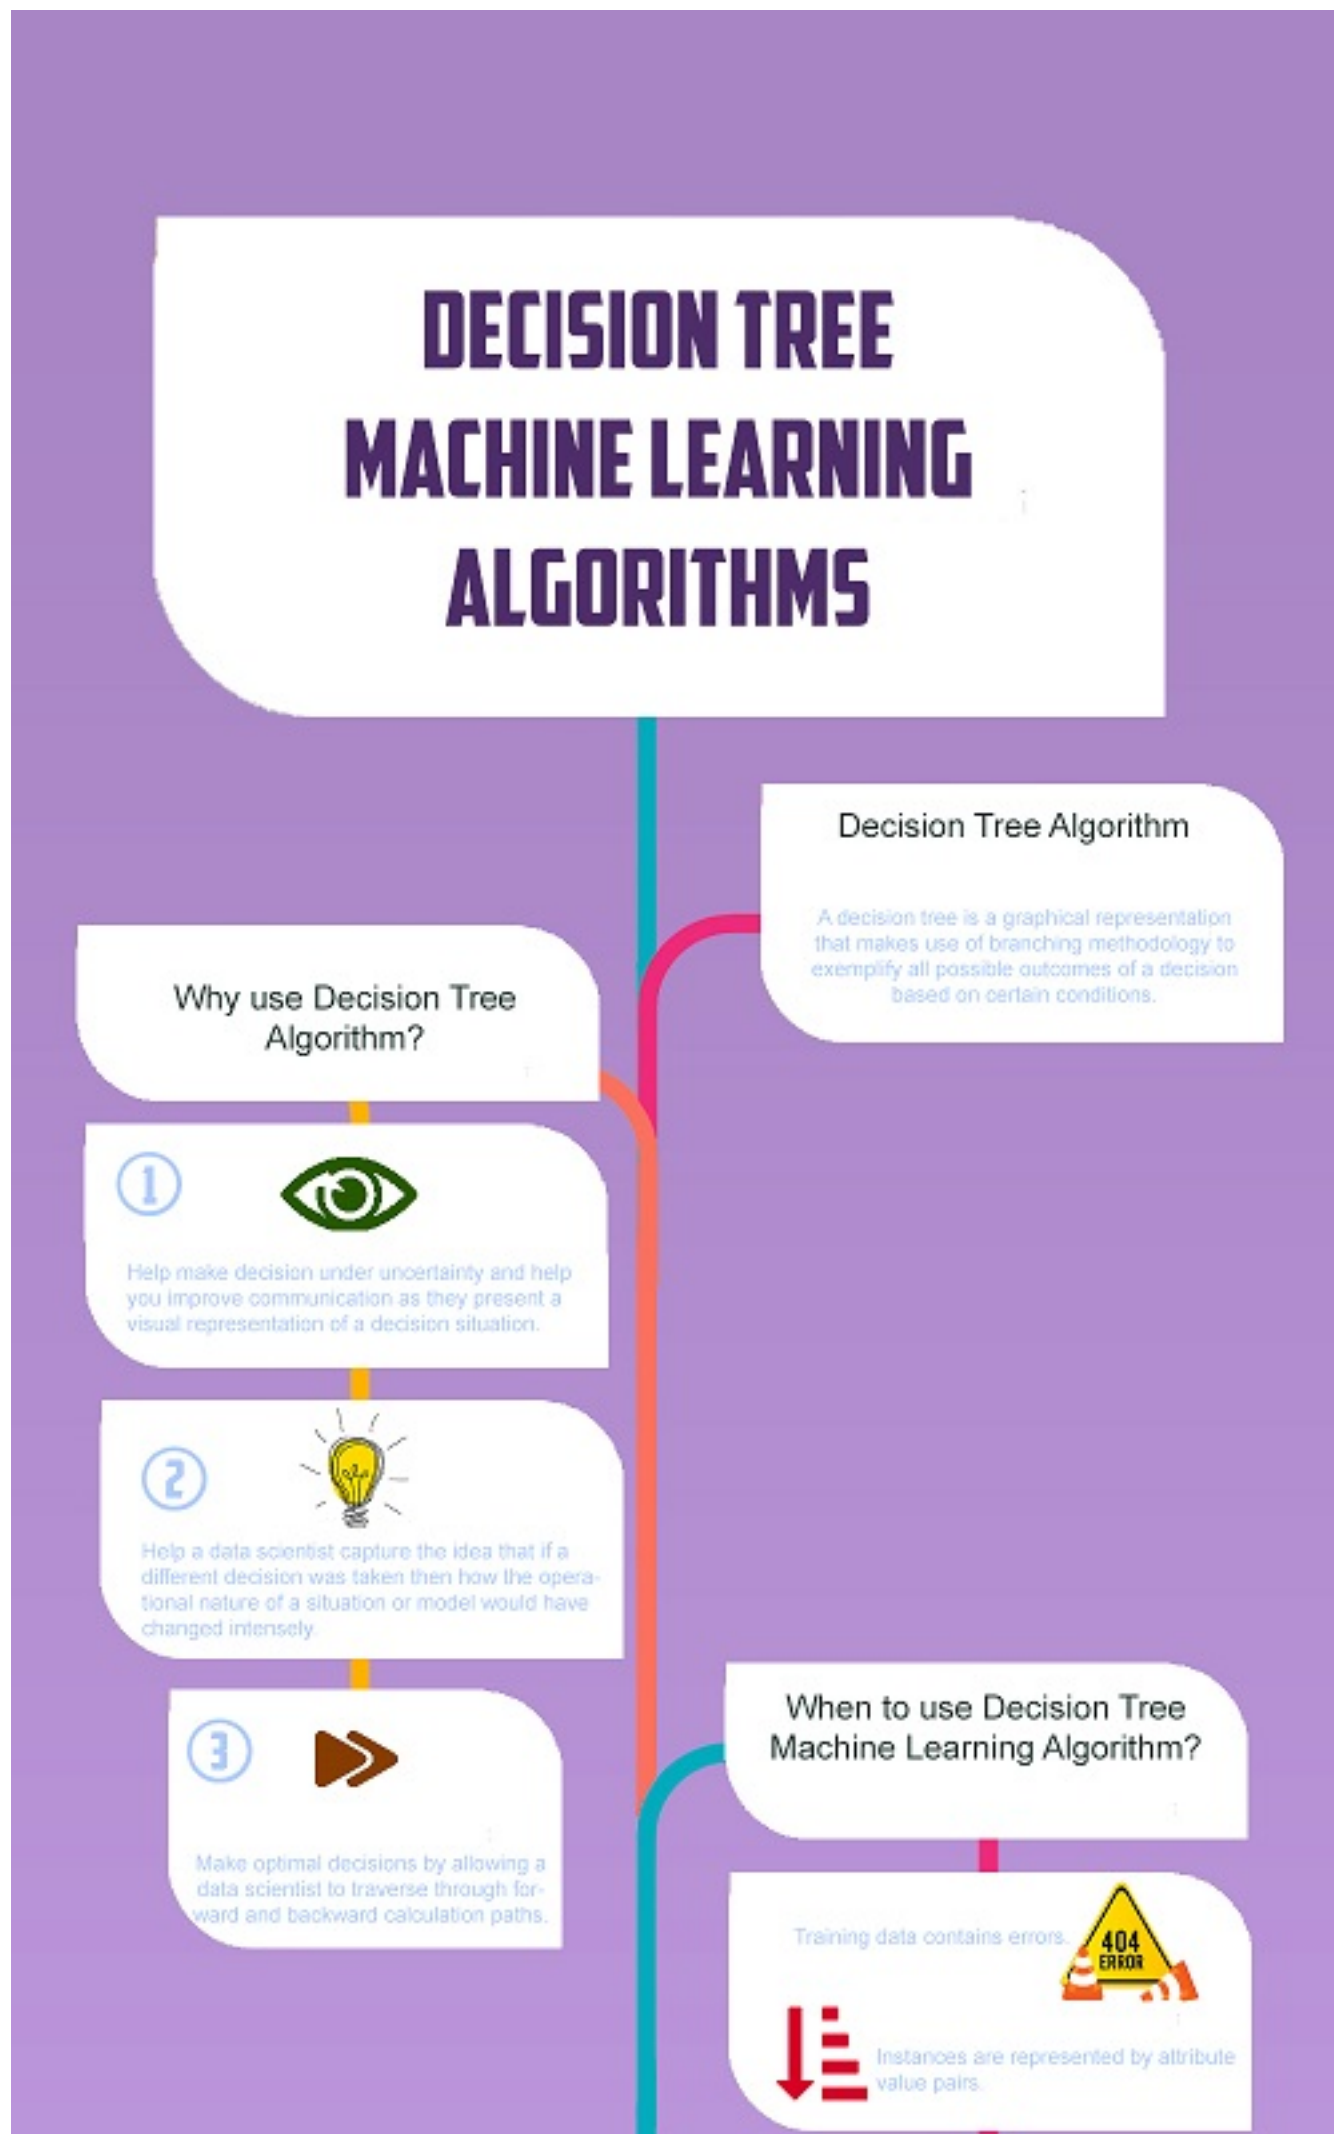 DECISION TREE
MACHINE LEARNING
ALGORITHMS
Decision Tree Algorithm
A decision tree is a graphical representation
that makes use of branching methodology to
exemplify all possible outcomes of a decision
based on certain conditions.
Why use Decision Tree
Algorithm?
1
Help make decision under uncertainty and help
you improve communication as they present a
visual representation of a decision situation.
2
Help a data scientist capture the idea that if a
different decision was taken then how the opera-
tional nature of a situation or model would have
changed intensely.
3
Make optimal decisions by allowing a
data scientist to traverse through for-
ward and backward calculation paths.
When to use Decision Tree
Machine Learning Algorithm?
Training data contains errors.
404
ERROR
Instances are represented by attribute
value pairs.